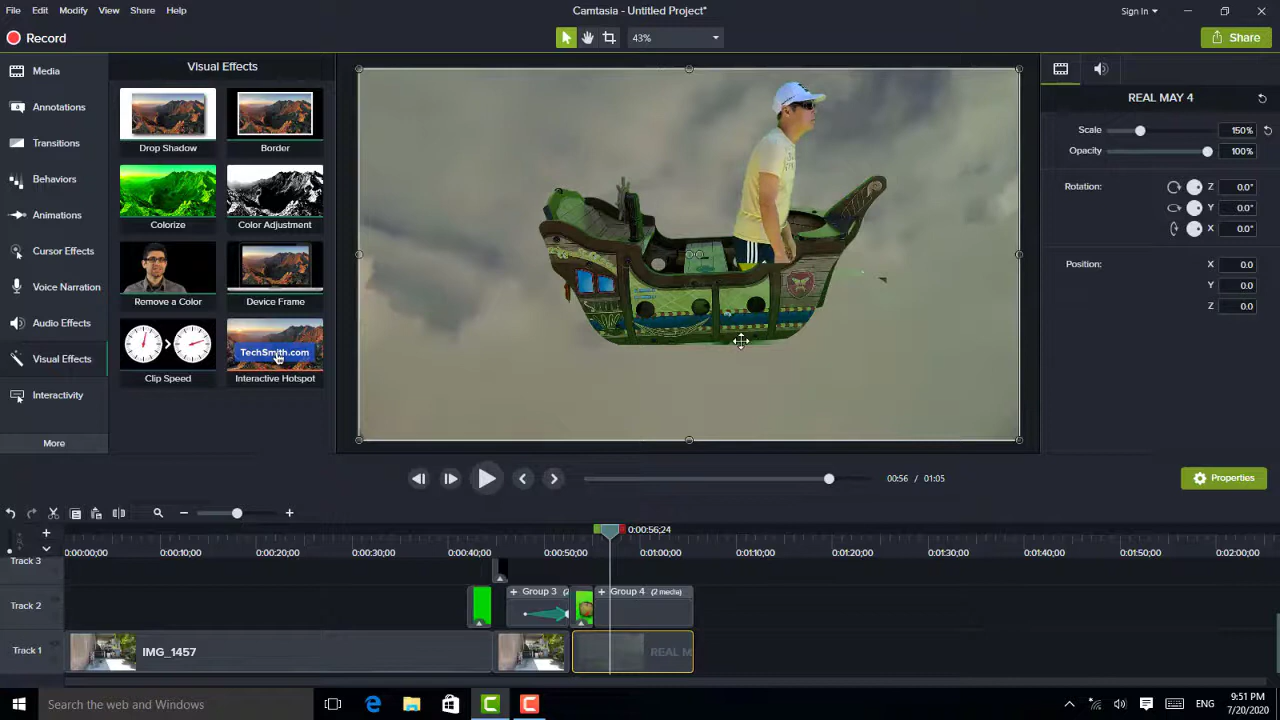 File Edit Modify View Share Help
Camtasia - Untitled Project*
Sign In
Record
43%
Share
Media
Annotations
Transitions
Behaviors
Animations
Cursor Effects
Voice Narration
Audio Effects
Visual Effects
Interactivity
More
Visual Effects
Drop Shadow
Border
Colorize
Color Adjustment
Remove a Color
Device Frame
TechSmith.com
Clip Speed
Interactive Hotspot
REAL MAY 4
Scale 150%
Opacity 100%
Rotation: Z 0.0°
Y 0.0°
X 0.0°
Position: X 0.0
Y 0.0
Z 0.0
00:56 / 01:05
Properties
0:00:56;24
0:00:00;00 0:00:10;00 0:00:20;00 0:00:30;00 0:00:40;00 0:00:50;00 0:01:00;00 0:01:10;00 0:01:20;00 0:01:30;00 0:01:40;00 0:01:50;00 0:02:00;00
Track 3
Track 2
+ Group 3 (2
+ Group 4 (2 media)
Track 1
IMG_1457
REAL M
Search the web and Windows
ENG
9:51 PM
7/20/2020